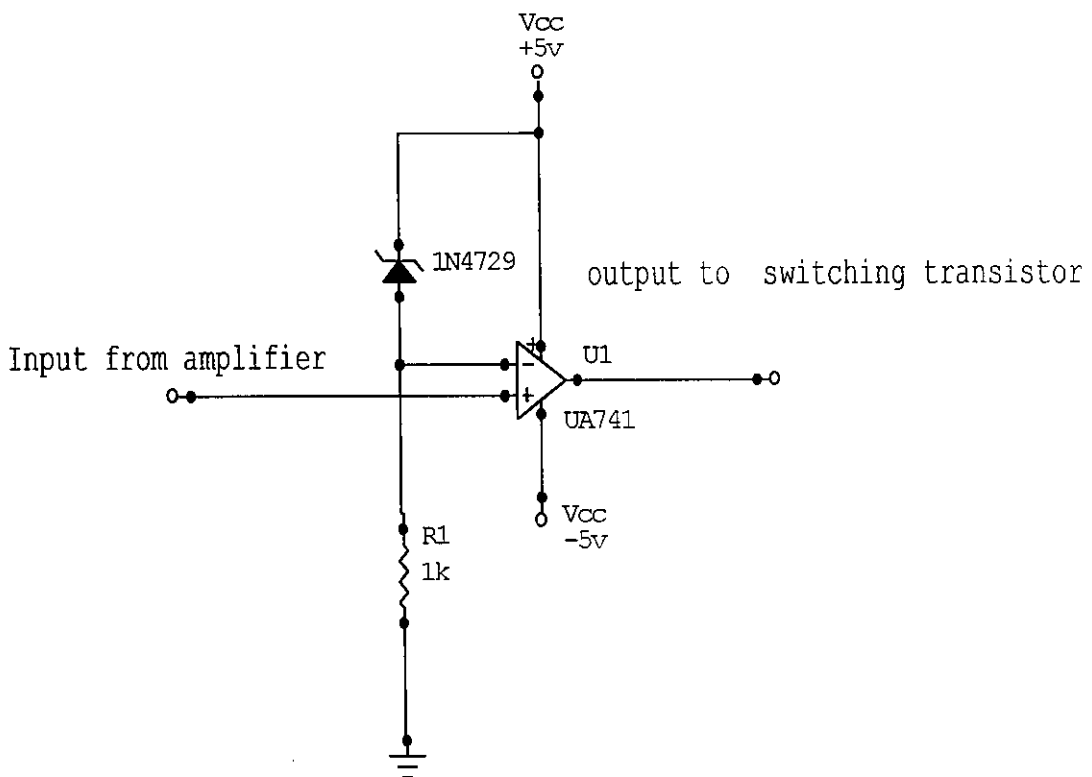 Vcc
+5v
1N4729
output to switching transistor
Input from amplifier
+
-
+
U1
UA741
Vcc
-5v
R1
1k